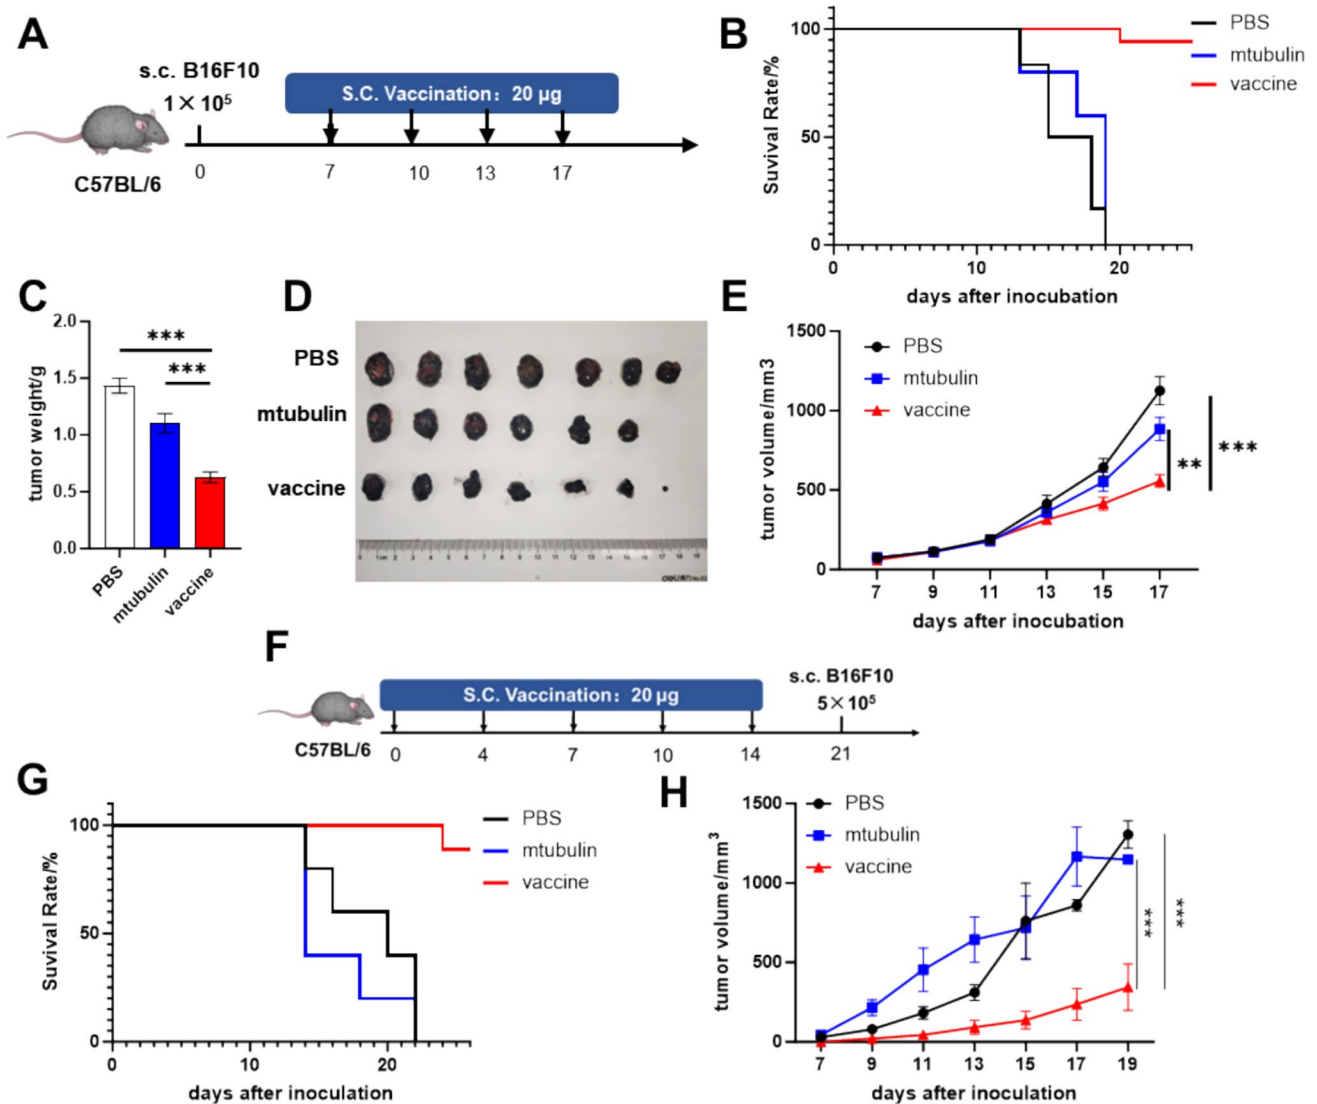 A
s.c. B16F10
1×10⁵
S.C. Vaccination：20 μg
C57BL/6
0
7
10
13
17
B
Suvival Rate/%
100
50
0
0
10
20
days after inocubation
PBS
mtubulin
vaccine
C
tumor weight/g
2.0
1.5
1.0
0.5
0.0
***
***
PBS
mtubulin
vaccine
D
PBS
mtubulin
vaccine
E
tumor volume/mm3
1500
1000
500
0
PBS
mtubulin
vaccine
**
***
7
9
11
13
15
17
days after inocubation
F
S.C. Vaccination：20 μg
s.c. B16F10
5×10⁵
C57BL/6
0
4
7
10
14
21
G
Suvival Rate/%
100
50
0
0
10
20
days after inoculation
PBS
mtubulin
vaccine
H
tumor volume/mm³
1500
1000
500
0
PBS
mtubulin
vaccine
***
***
7
9
11
13
15
17
19
days after inoculation